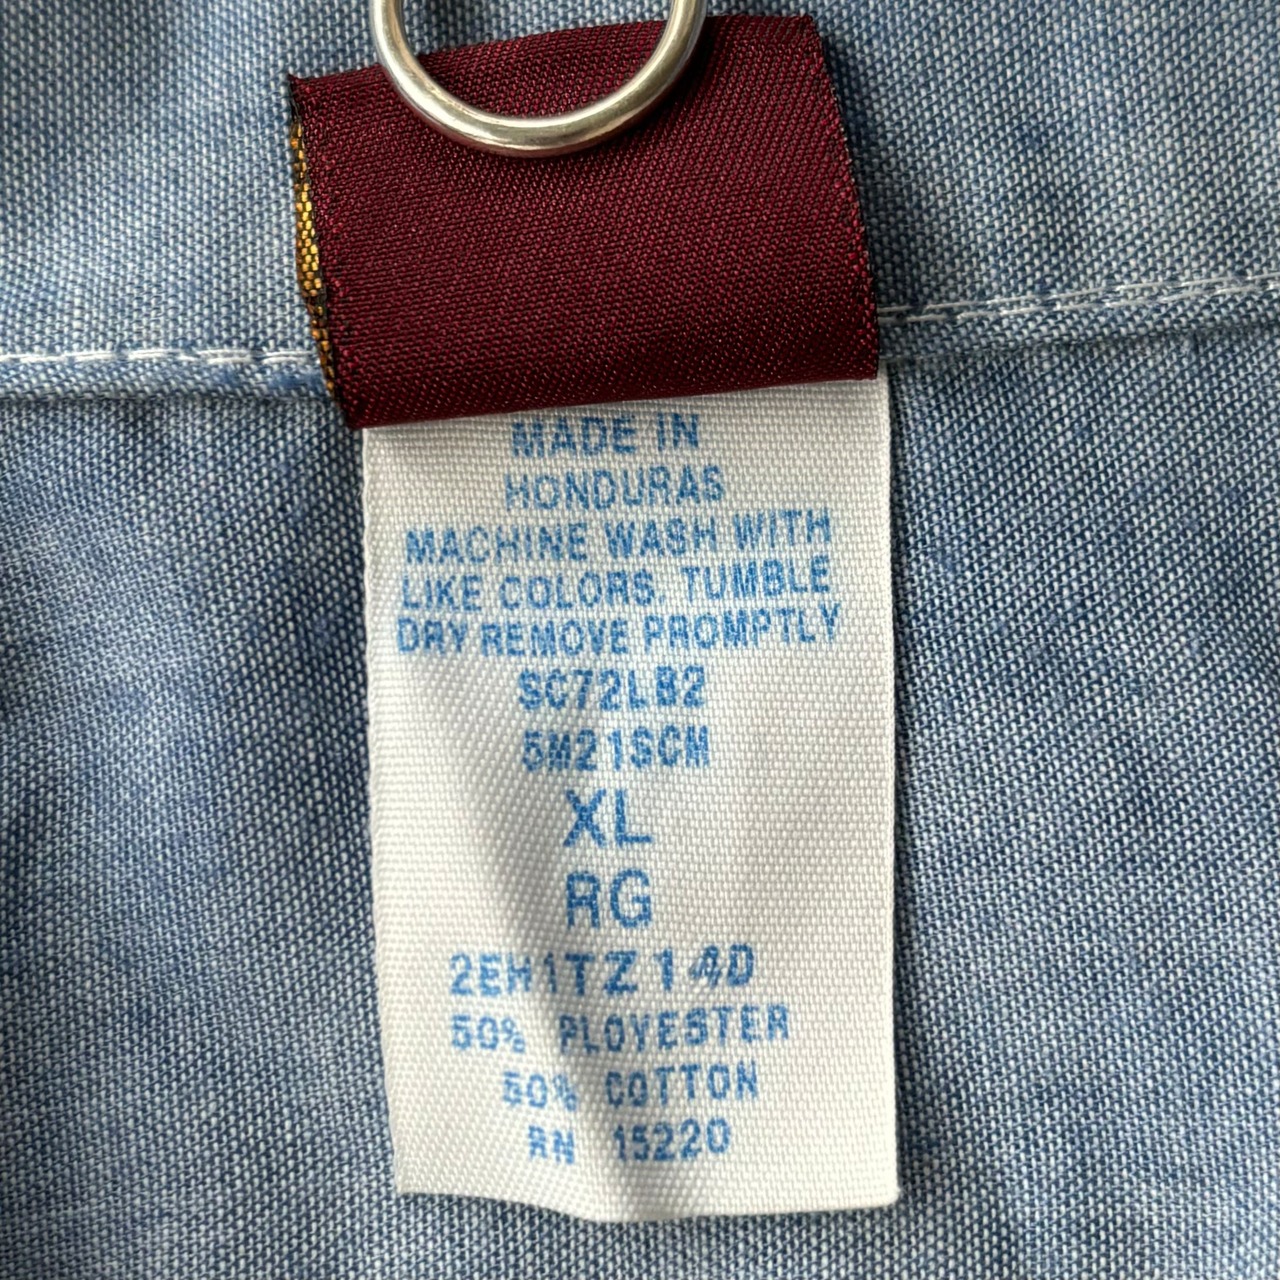 MADE IN
HONDURAS
MACHINE WASH WITH
LIKE COLORS. TUMBLE
DRY REMOVE PROMPTLY
SC72LB2
5M21SCM
XL
RG
50% PLOYESTER
50% COTTON
RN 15220